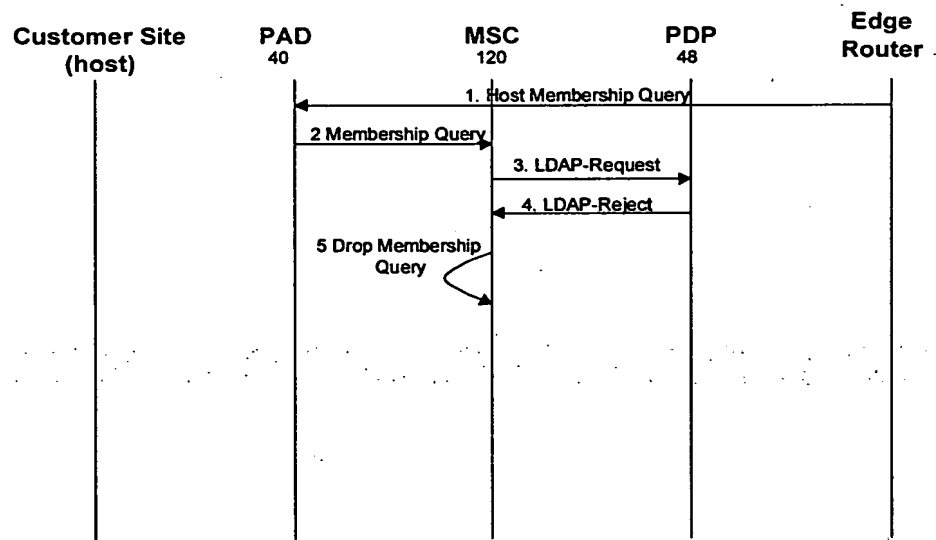 Customer Site
(host)
PAD
40
MSC
120
PDP
48
Edge
Router
1. Host Membership Query
2 Membership Query
3. LDAP-Request
4. LDAP-Reject
5 Drop Membership
Query